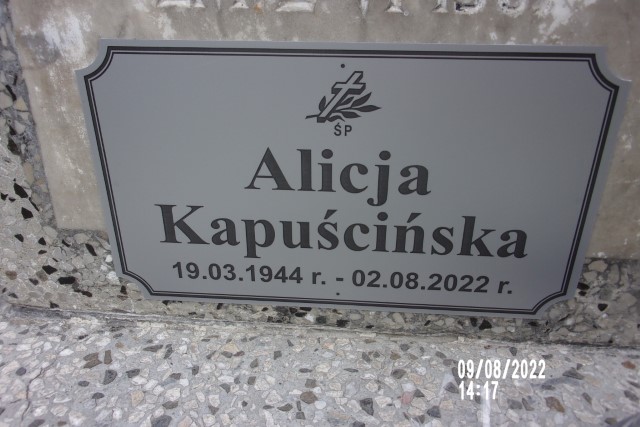 ŚP
Alicja
Kapuścińska
19.03.1944 r. - 02.08.2022 r.
09/08/2022
14:17